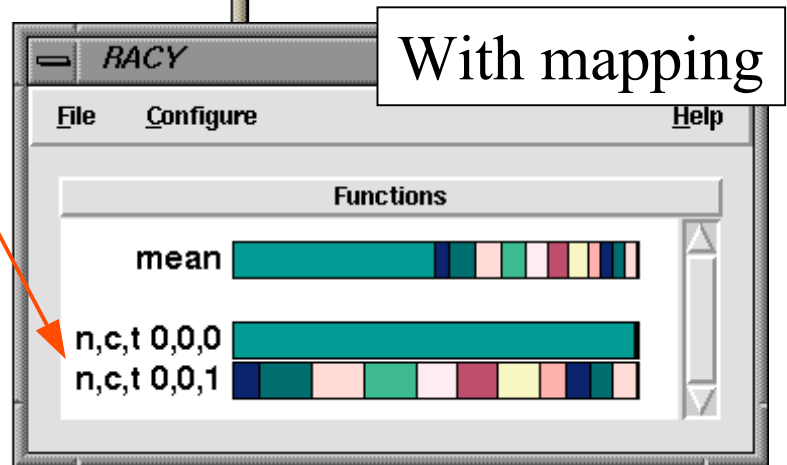 RACY
With mapping
File Configure Help
Functions
mean
n,c,t 0,0,0
n,c,t 0,0,1